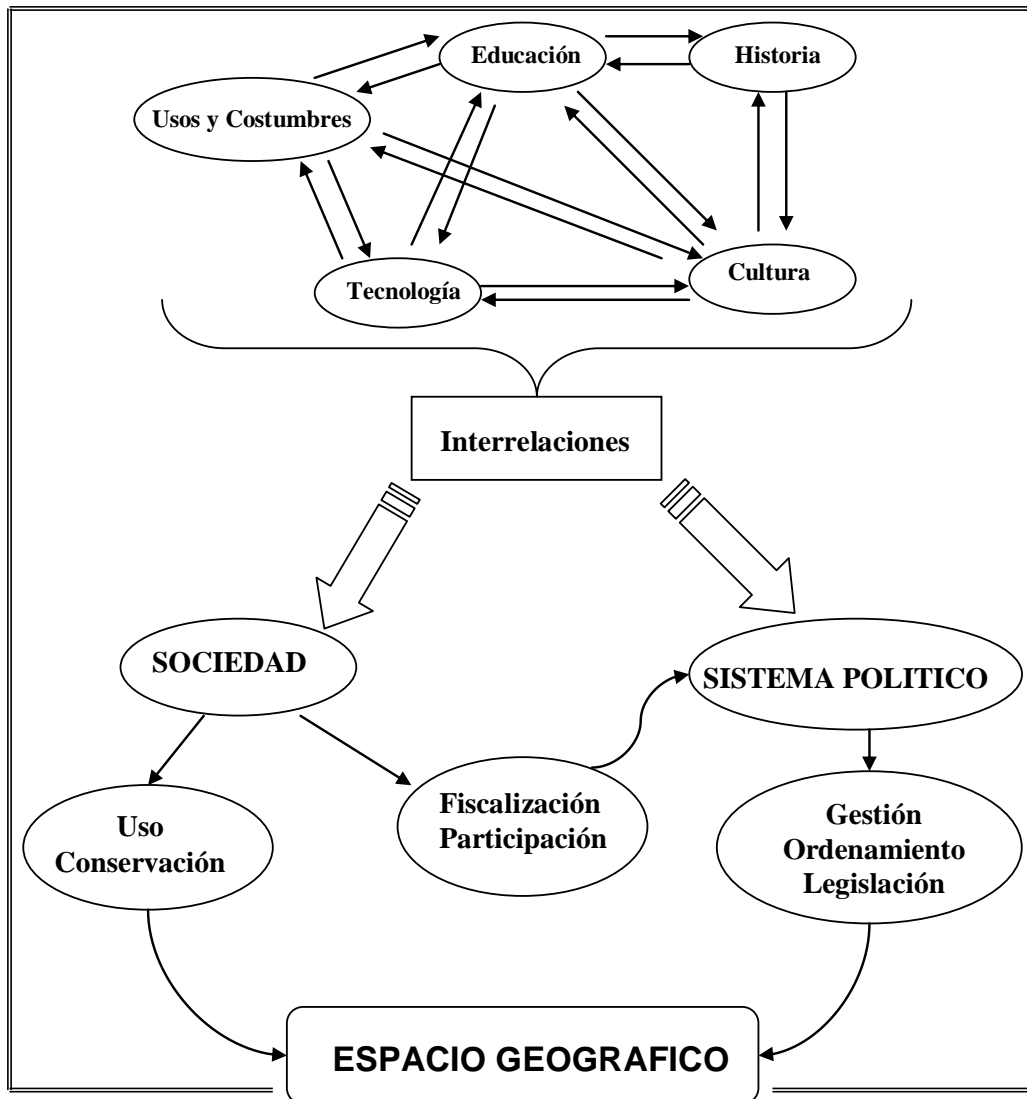 Educación
Historia
Usos y Costumbres
Tecnología
Cultura
Interrelaciones
SOCIEDAD
SISTEMA POLITICO
Uso
Conservación
Fiscalización
Participación
Gestión
Ordenamiento
Legislación
ESPACIO GEOGRAFICO